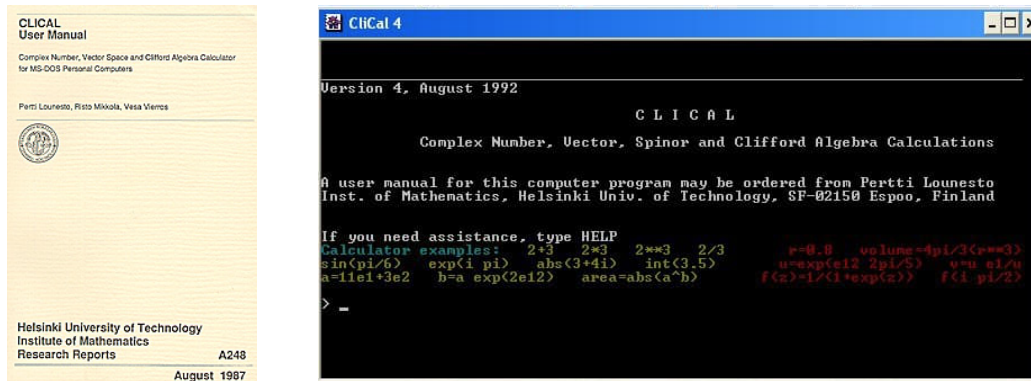 CLICAL
User Manual
Complex Number, Vector Space and Clifford Algebra Calculator
for MS-DOS Personal Computers
Pertti Lounesto, Risto Mikkola, Vesa Vierros
Helsinki University of Technology
Institute of Mathematics
Research Reports A248
August 1987
CliCal 4
Version 4, August 1992
C L I C A L
Complex Number, Vector, Spinor and Clifford Algebra Calculations
A user manual for this computer program may be ordered from Pertti Lounesto
Inst. of Mathematics, Helsinki Univ. of Technology, SF-02150 Espoo, Finland
If you need assistance, type HELP
Calculator examples: 2+3 2*3 2**3 2/3 r=0.8 volume=4pi/3(r**3)
sin(pi/6) exp(i pi) abs(3+4i) int(3.5) u=exp(e12 2pi/5) v=u e1/u
a=11e1+3e2 b=a exp(2e12) area=abs(a^b) f(z)=1/(1+exp(z)) f(i pi/2)
> _